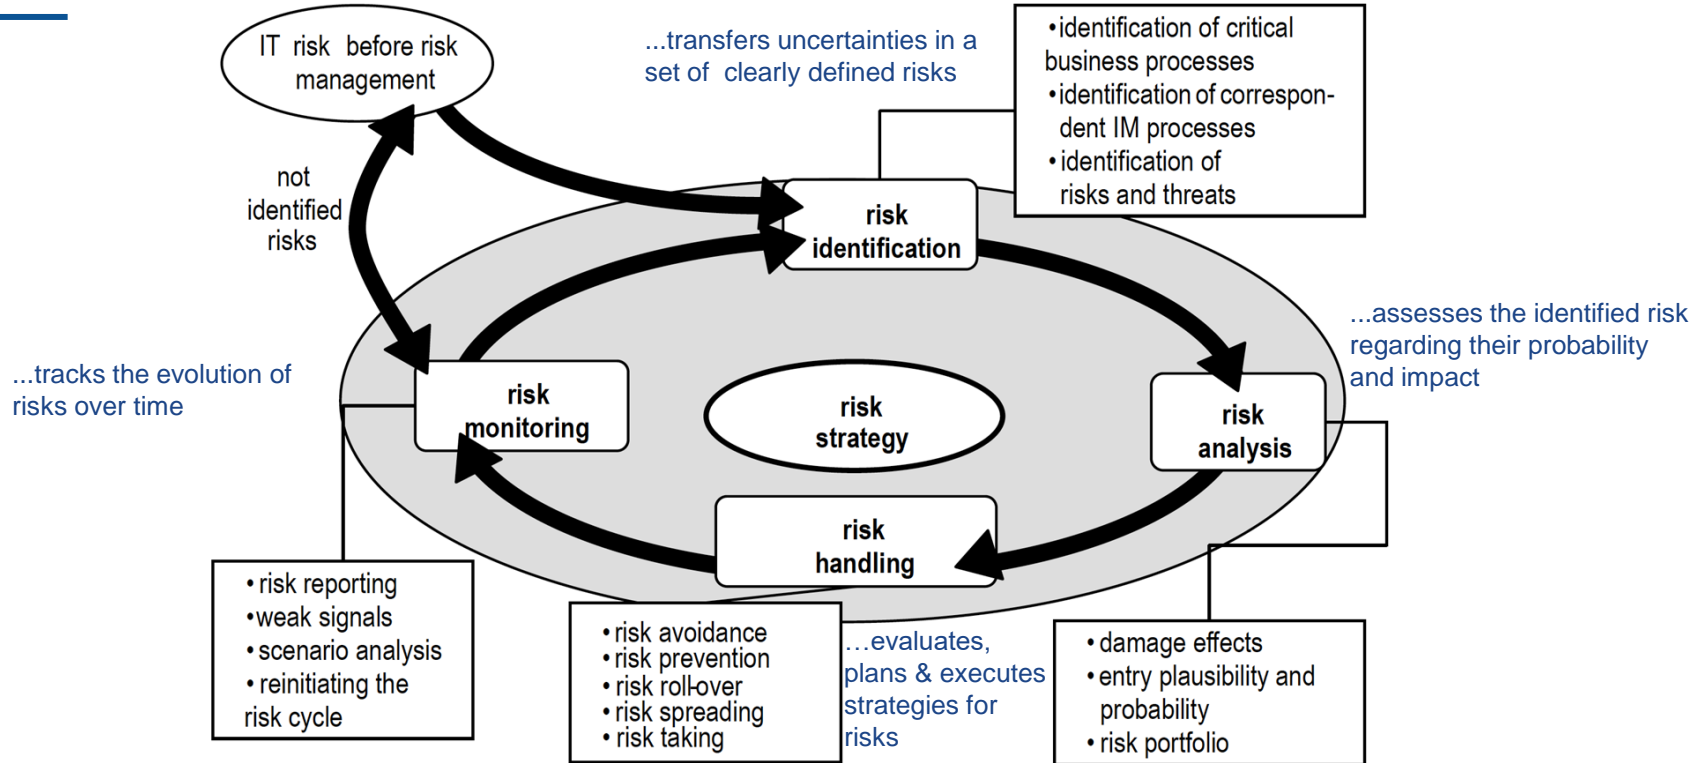 IT risk before risk
management
...transfers uncertainties in a
set of clearly defined risks
•identification of critical
business processes
•identification of correspon-
dent IM processes
•identification of
risks and threats
not
identified
risks
risk
identification
...assesses the identified risk
regarding their probability
and impact
...tracks the evolution of
risks over time
risk
monitoring
risk
strategy
risk
analysis
risk
handling
•risk reporting
•weak signals
•scenario analysis
•reinitiating the
risk cycle
•risk avoidance
•risk prevention
•risk roll-over
•risk spreading
•risk taking
…evaluates,
plans & executes
strategies for
risks
•damage effects
•entry plausibility and
probability
•risk portfolio